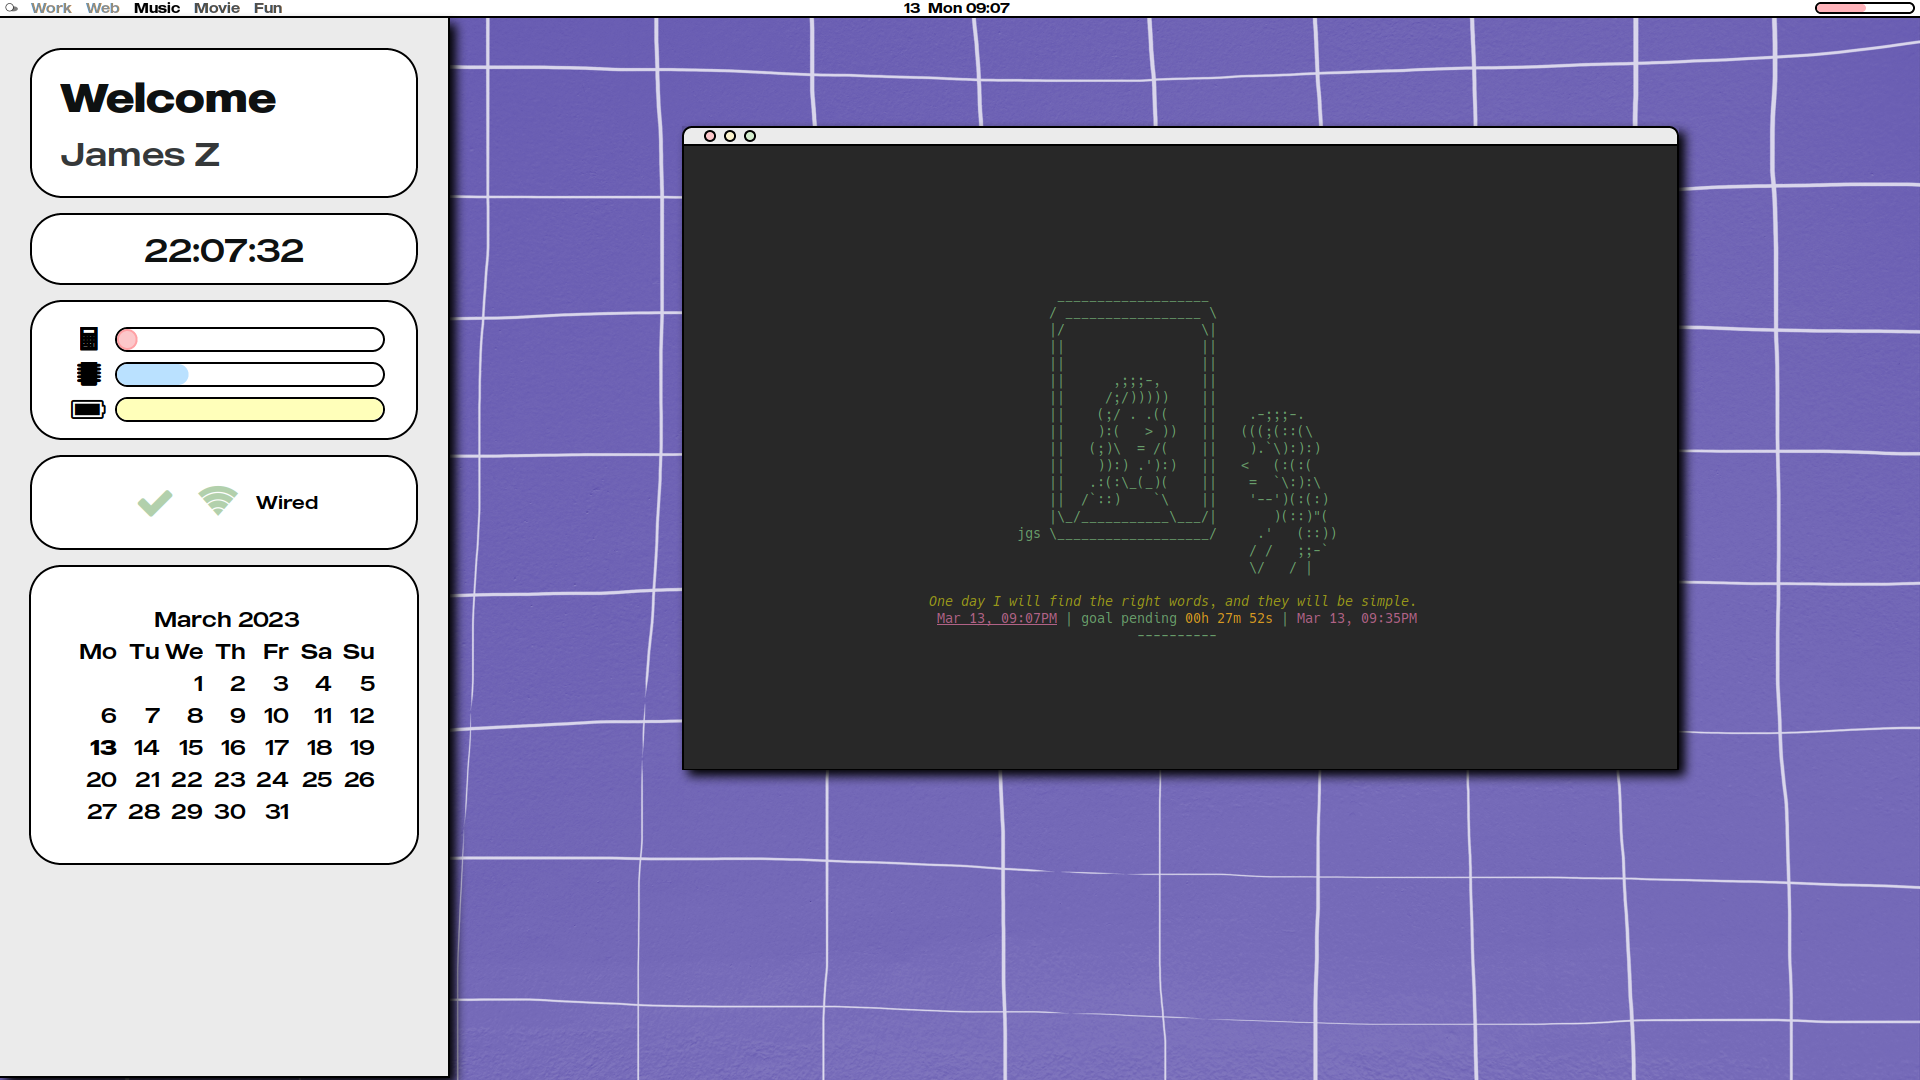 Work Web Music Movie Fun
13 Mon 09:07
Welcome
James Z
22:07:32
Wired
March 2023
Mo Tu We Th Fr Sa Su
1 2 3 4 5
6 7 8 9 10 11 12
13 14 15 16 17 18 19
20 21 22 23 24 25 26
27 28 29 30 31
jgs
One day I will find the right words, and they will be simple.
Mar 13, 09:07PM | goal pending 00h 27m 52s | Mar 13, 09:35PM
----------